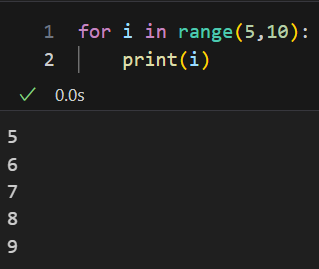 1 for i in range(5,10):
2     print(i)
0.0s
5
6
7
8
9